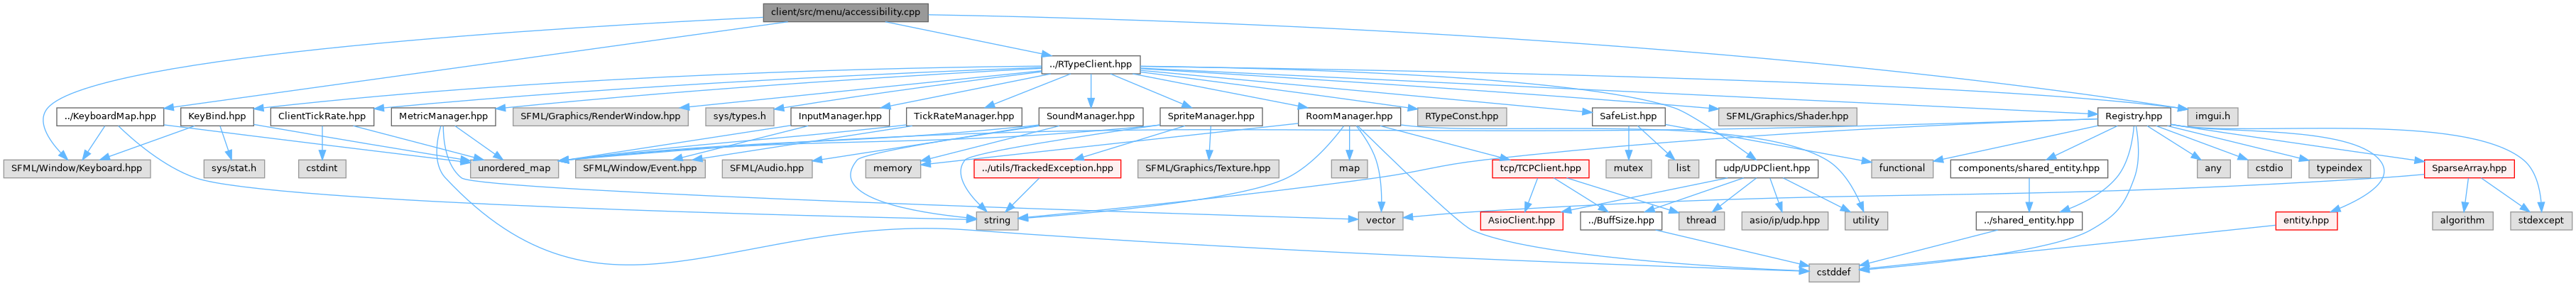 client/src/menu/accessibility.cpp
../RTypeClient.hpp
../KeyboardMap.hpp
KeyBind.hpp
ClientTickRate.hpp
MetricManager.hpp
SFML/Graphics/RenderWindow.hpp
sys/types.h
InputManager.hpp
TickRateManager.hpp
SoundManager.hpp
SpriteManager.hpp
RoomManager.hpp
RTypeConst.hpp
SafeList.hpp
SFML/Graphics/Shader.hpp
Registry.hpp
imgui.h
SFML/Window/Keyboard.hpp
sys/stat.h
cstdint
unordered_map
SFML/Window/Event.hpp
SFML/Audio.hpp
memory
../utils/TrackedException.hpp
SFML/Graphics/Texture.hpp
map
tcp/TCPClient.hpp
mutex
list
udp/UDPClient.hpp
functional
components/shared_entity.hpp
any
cstdio
typeindex
SparseArray.hpp
string
vector
AsioClient.hpp
../BuffSize.hpp
thread
asio/ip/udp.hpp
utility
../shared_entity.hpp
entity.hpp
algorithm
stdexcept
cstddef